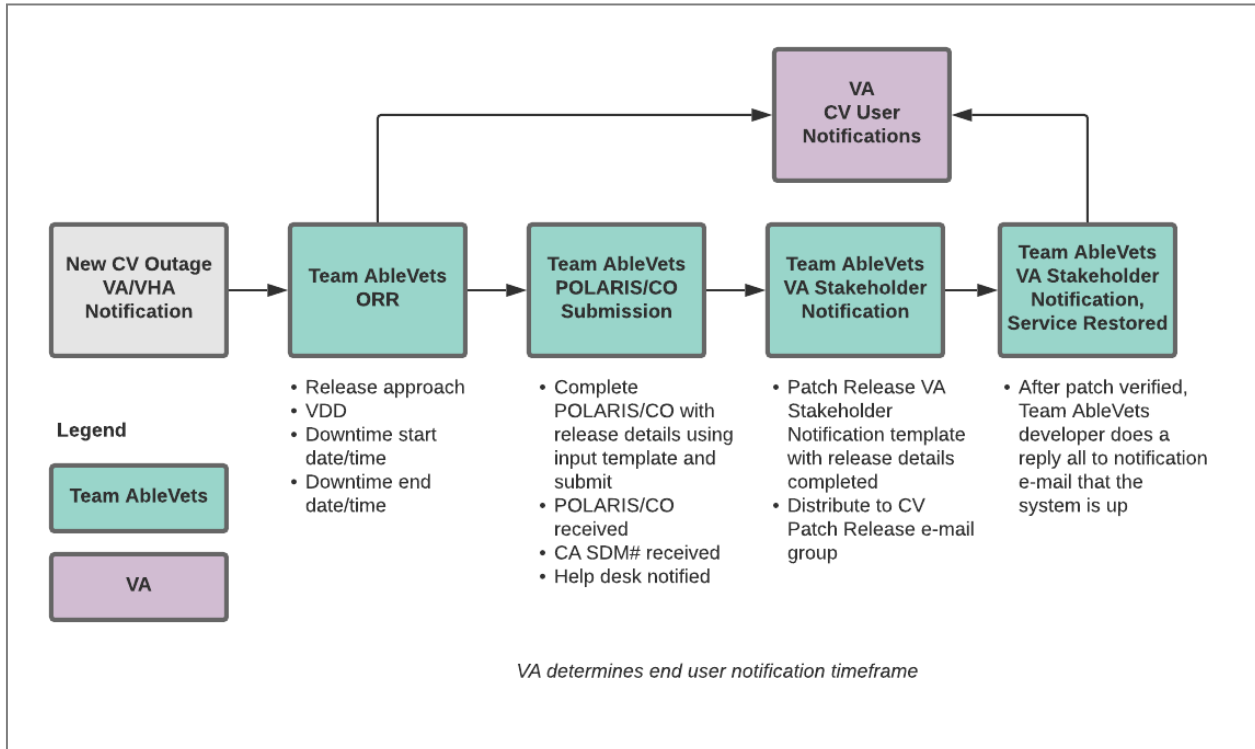 VA
CV User
Notifications
New CV Outage
VA/VHA
Notification
Team AbleVets
ORR
Team AbleVets
POLARIS/CO
Submission
Team AbleVets
VA Stakeholder
Notification
Team AbleVets
VA Stakeholder
Notification,
Service Restored
• Release approach
• VDD
• Downtime start
date/time
• Downtime end
date/time
• Complete
POLARIS/CO with
release details using
input template and
submit
• POLARIS/CO
received
• CA SDM# received
• Help desk notified
• Patch Release VA
Stakeholder
Notification template
with release details
completed
• Distribute to CV
Patch Release e-mail
group
• After patch verified,
Team AbleVets
developer does a
reply all to notification
e-mail that the
system is up
Legend
Team AbleVets
VA
VA determines end user notification timeframe